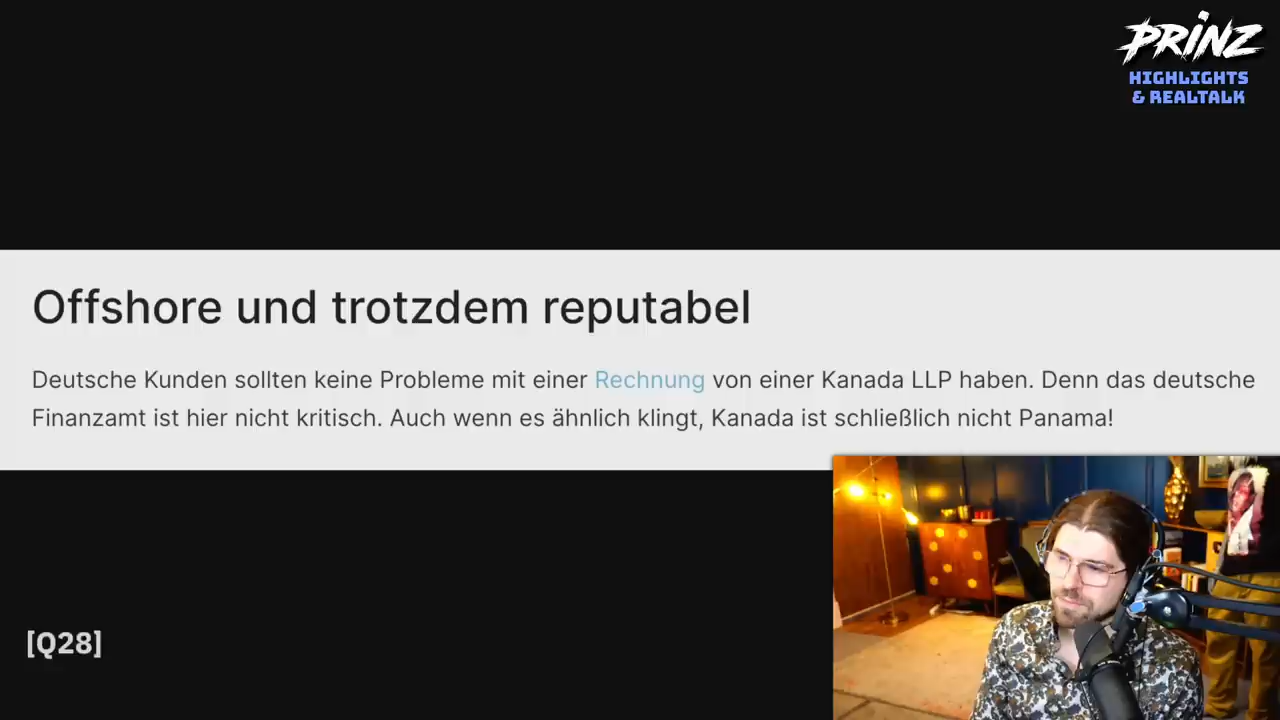 PRINZ
HIGHLIGHTS
& REALTALK
Offshore und trotzdem reputabel
Deutsche Kunden sollten keine Probleme mit einer Rechnung von einer Kanada LLP haben. Denn das deutsche
Finanzamt ist hier nicht kritisch. Auch wenn es ähnlich klingt, Kanada ist schließlich nicht Panama!
[Q28]